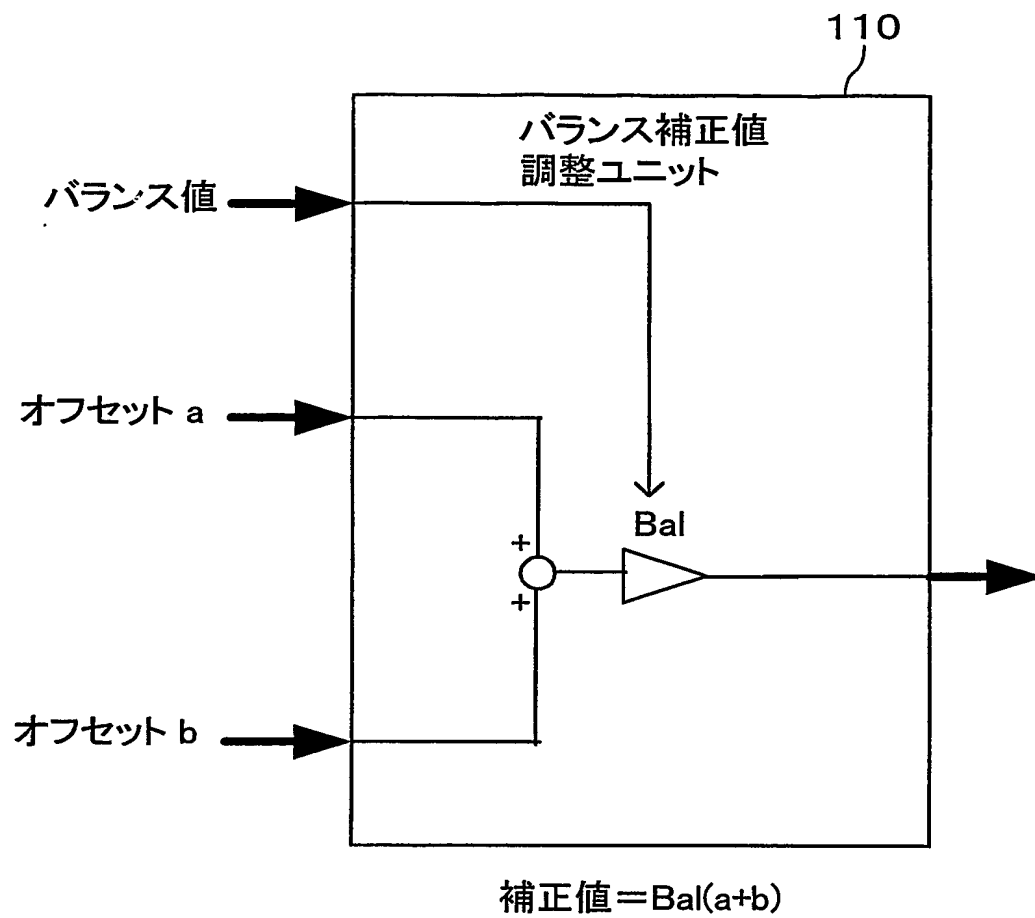 110
バランス補正値
調整ユニット
バランス値
オフセット a
Bal
+
+
オフセット b
補正値=Bal(a+b)